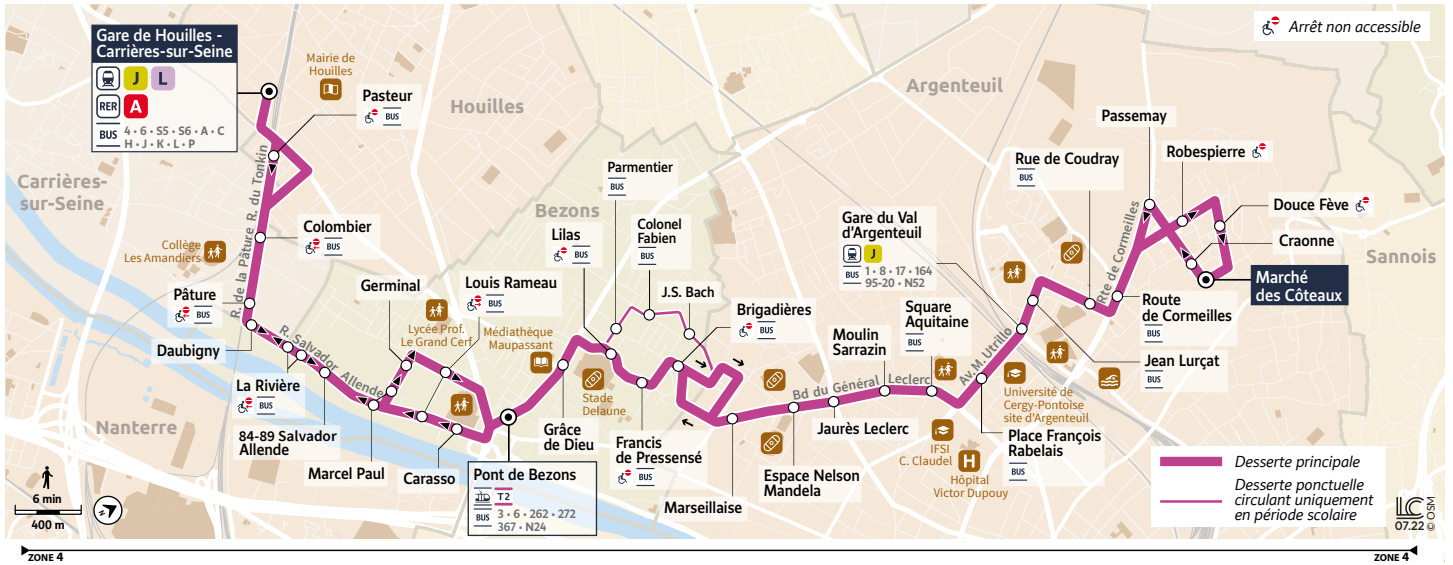 Gare de Houilles -
Carrières-sur-Seine
J L
RER A
BUS 4 • 6 • S5 • S6 • A • C
H • J • K • L • P
Mairie de
Houilles
Pasteur
BUS
Houilles
Carrières-
sur-Seine
R. du Tonkin
R. de la Pâture
Colombier
BUS
Collège
Les Amandiers
Pâture
BUS
Daubigny
La Rivière
BUS
84-89 Salvador
Allende
R. Salvador Allende
Nanterre
Marcel Paul
Germinal
Carasso
Louis Rameau
BUS
Lycée Prof.
Le Grand Cerf
Médiathèque
Maupassant
Pont de Bezons
T2
BUS 3 • 6 • 262 • 272
367 • N24
Bezons
Grâce
de Dieu
Lilas
BUS
Stade
Delaune
Parmentier
BUS
Colonel
Fabien
BUS
J.S. Bach
Francis
de Pressensé
BUS
Brigadières
BUS
Marseillaise
Espace Nelson
Mandela
Bd du Général Leclerc
Jaurès Leclerc
Moulin
Sarrazin
Square
Aquitaine
BUS
Gare du Val
d'Argenteuil
J
BUS 1 • 8 • 17 • 164
95-20 • N52
Argenteuil
IFSI
C. Claudel
H
Hôpital
Victor Dupouy
Av. M. Utrillo
Université de
Cergy-Pontoise
site d'Argenteuil
Place François
Rabelais
BUS
Jean Lurçat
BUS
Rue de Coudray
BUS
Rte de Cormeilles
Route
de Cormeilles
BUS
Passemay
Robespierre
Douce Fève
Craonne
Marché
des Côteaux
Sannois
Arrêt non accessible
Desserte principale
Desserte ponctuelle
circulant uniquement
en période scolaire
LC
07.22 © OSM
6 min
400 m
ZONE 4
ZONE 4